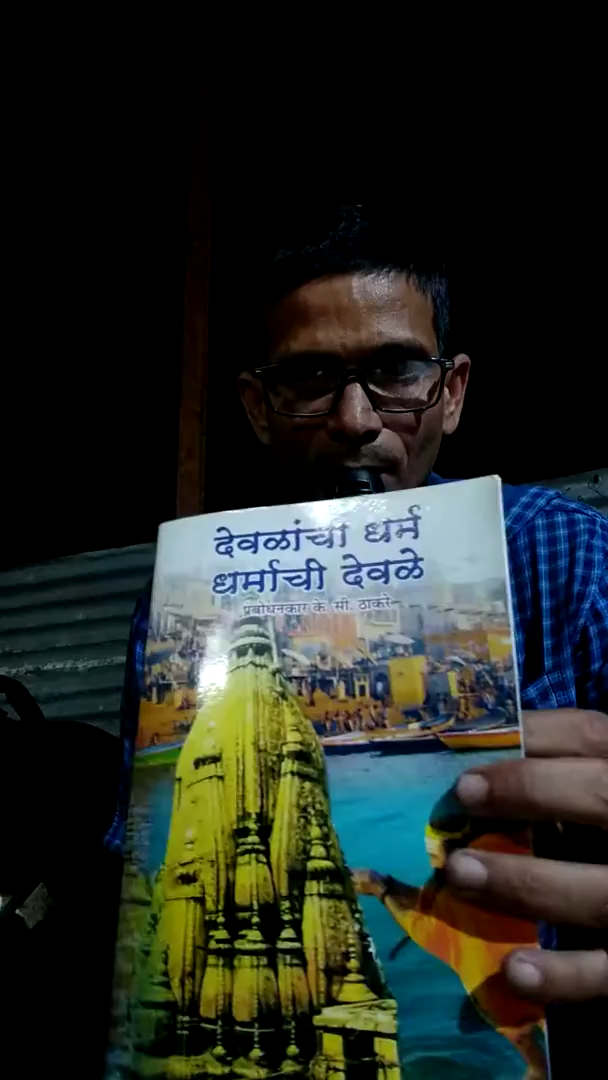 देवळांचा धर्म
धर्माची देवळे
प्रबोधनकार के. सी. ठाकरे